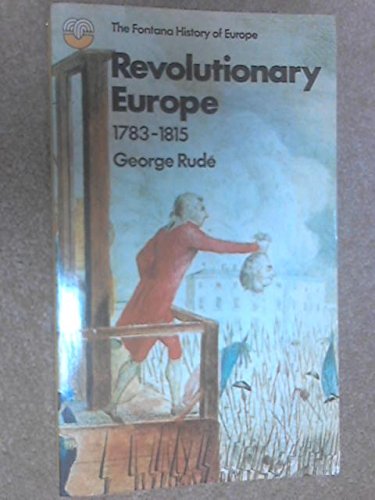 The Fontana History of Europe
Revolutionary
Europe
1783-1815
George Rudé